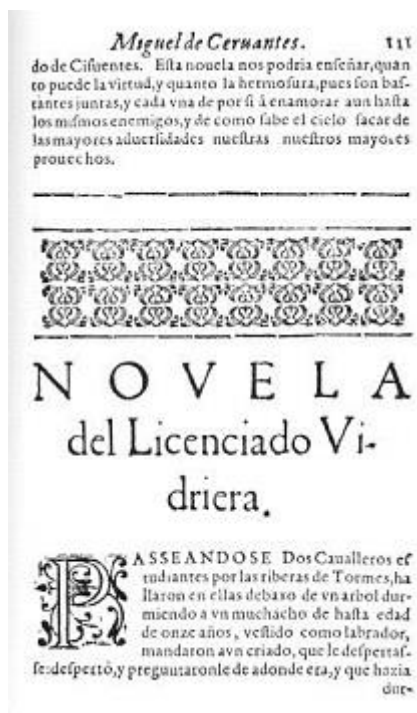 Miguel de Ceruantes. 111
do de Cifuentes. Eſta nouela nos podria enſeñar, quan
to puede la virtud, y quanto la hermoſura, pues ſon baſ-
tantes juntas, y cada vna de por ſi á enamorar aun haſta
los miſmos enemigos, y de como ſabe el cielo ſacar de
las mayores aduerſidades nueſtras nueſtros mayores
prouechos.
NOVELA
del Licenciado Vi-
driera.
PASSEANDOSE Dos Caualleros eſ
tudiantes por las riberas de Tormes, ha
llaron en ellas debaxo de vn arbol dur-
miendo a vn muchacho de haſta edad
de onze años, veſtido como labrador,
mandaron a vn criado, que le deſpertaſ-
ſe: deſpertó, y preguntaronle de adonde era, y que hazia
dur-